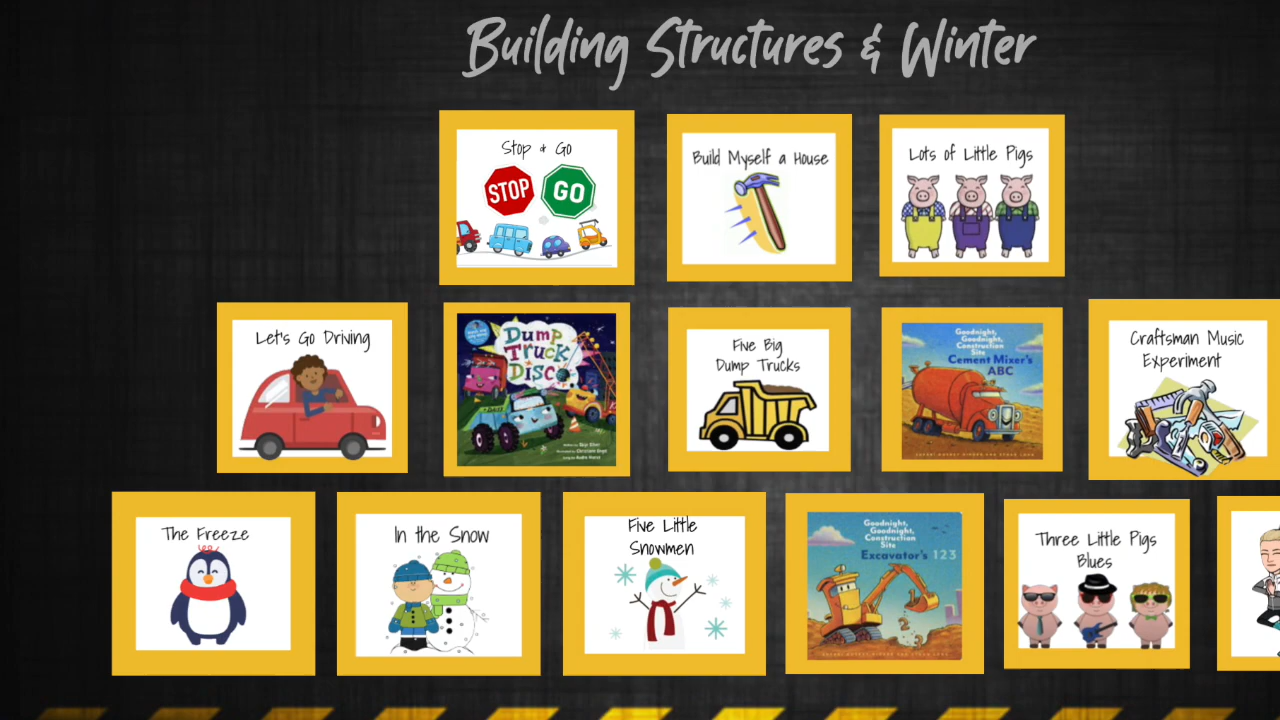 Building Structures & Winter
Stop & Go
STOP
GO
Build Myself a House
Lots of Little Pigs
Let's Go Driving
Dump
Truck
Disco
Five Big
Dump Trucks
Goodnight,
Goodnight,
Construction
Site
Cement Mixer's
ABC
Craftsman Music
Experiment
The Freeze
In the Snow
Five Little
Snowmen
Goodnight,
Goodnight,
Construction
Site
Excavator's 123
Three Little Pigs
Blues